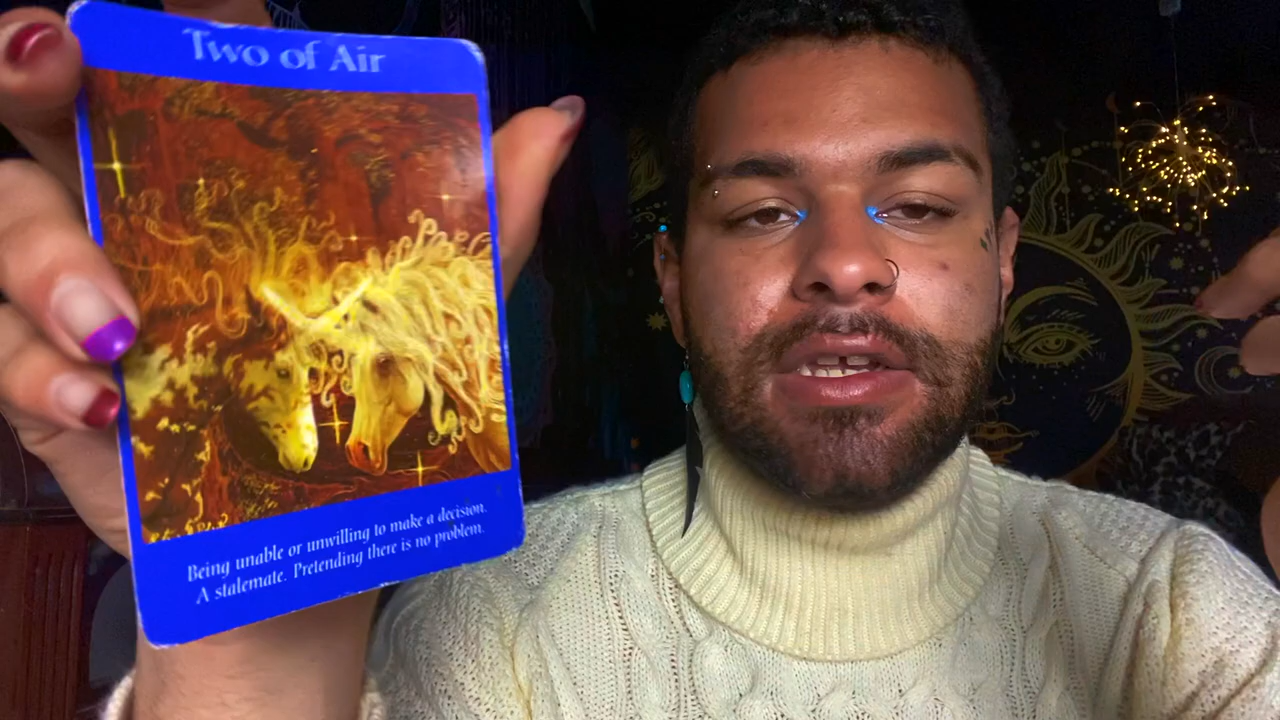 Two of Air
Being unable or unwilling to make a decision.
A stalemate. Pretending there is no problem.